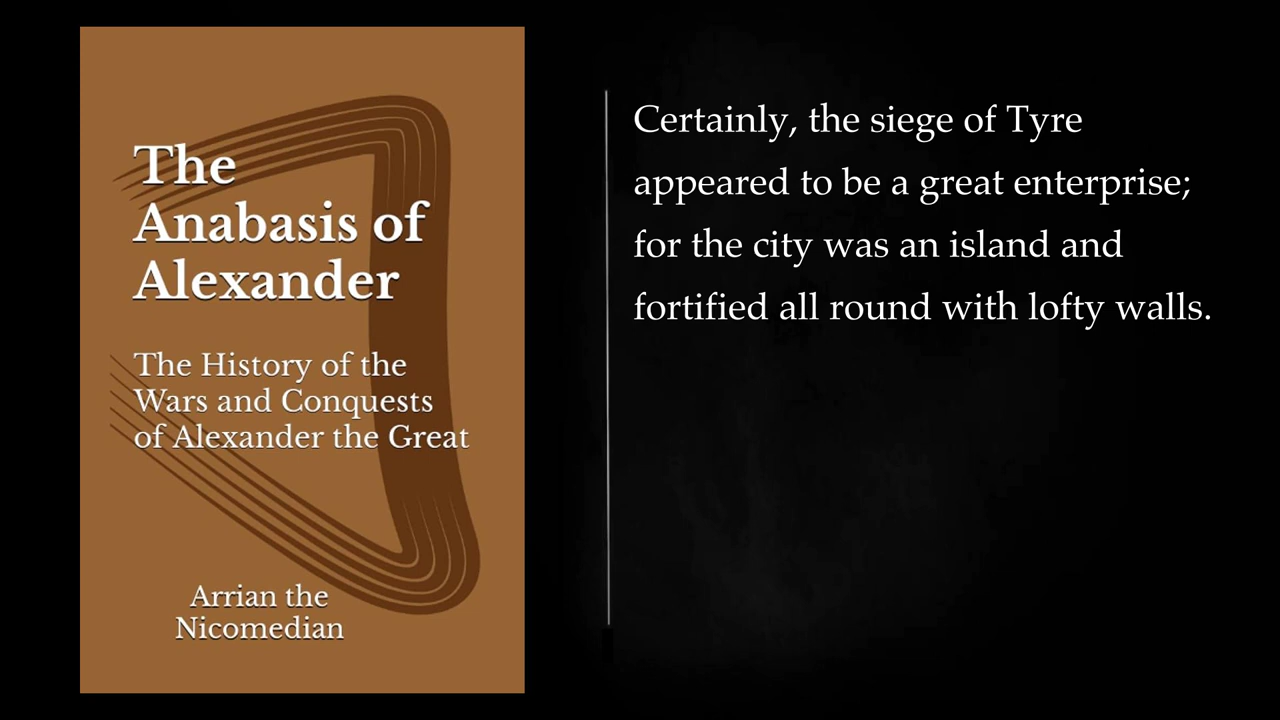 The
Anabasis of
Alexander
The History of the
Wars and Conquests
of Alexander the Great
Arrian the
Nicomedian
Certainly, the siege of Tyre
appeared to be a great enterprise;
for the city was an island and
fortified all round with lofty walls.